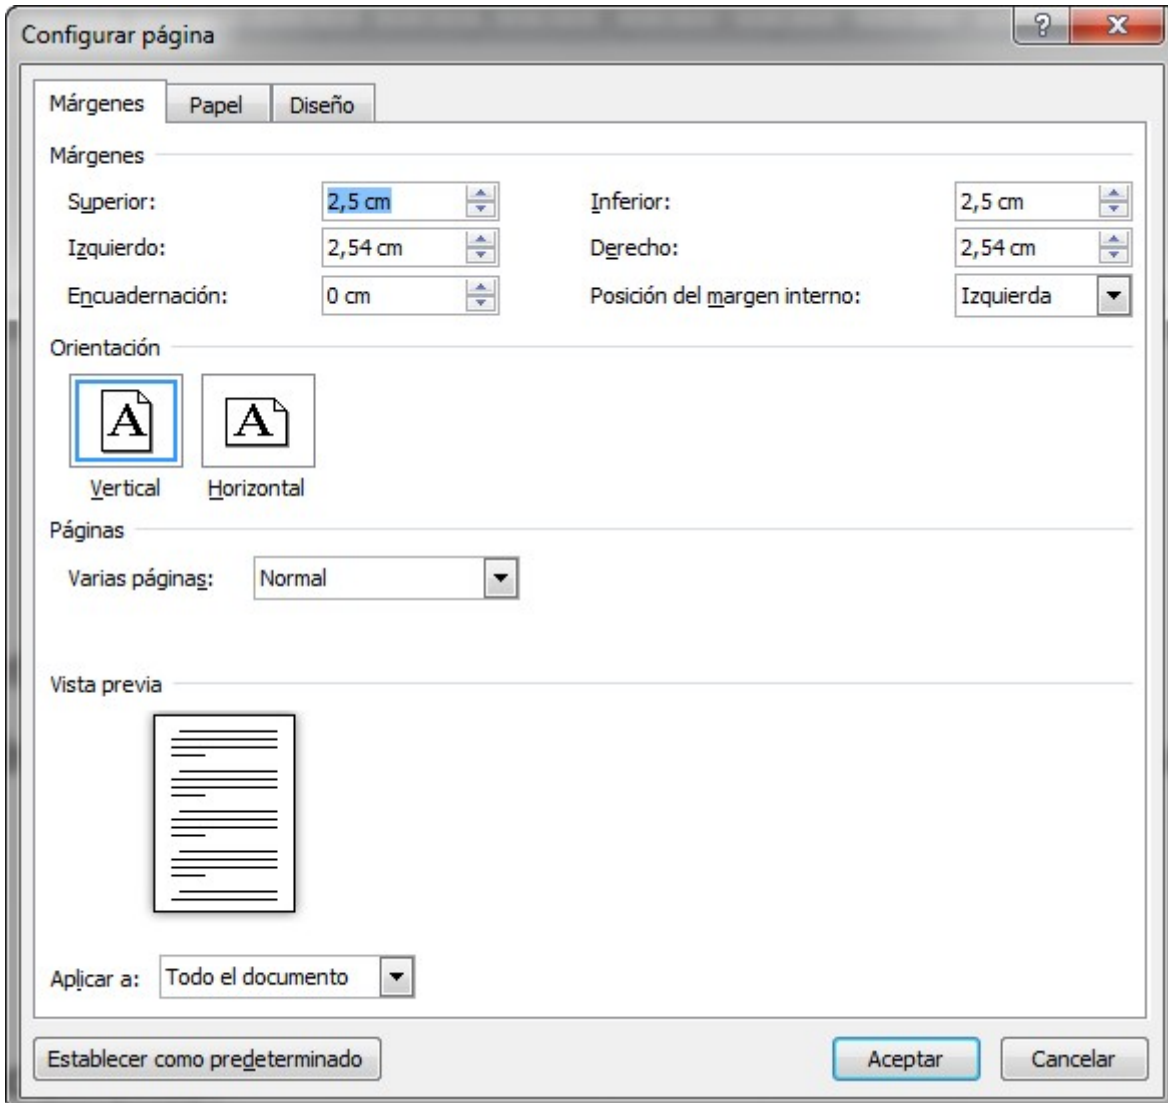 Configurar página
Márgenes Papel Diseño
Márgenes
Superior: 2,5 cm Inferior: 2,5 cm
Izquierdo: 2,54 cm Derecho: 2,54 cm
Encuadernación: 0 cm Posición del margen interno: Izquierda
Orientación
A A
Vertical Horizontal
Páginas
Varias páginas: Normal
Vista previa
Aplicar a: Todo el documento
Establecer como predeterminado Aceptar Cancelar